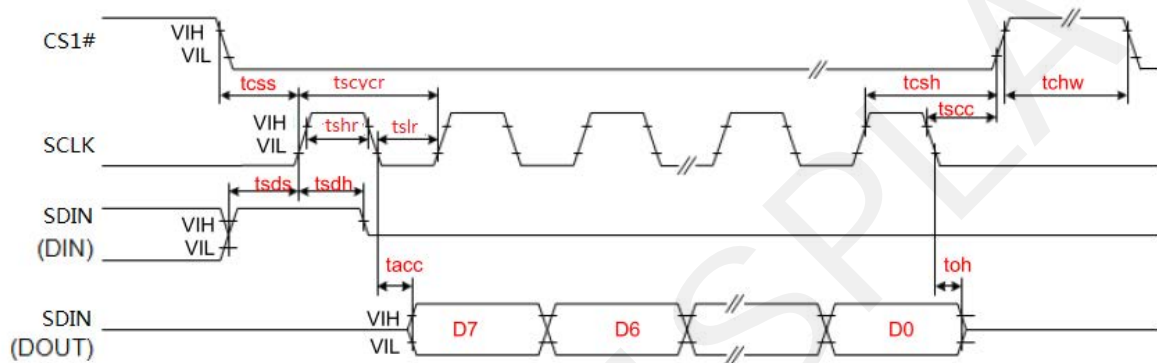 CS1#
VIH
VIL
tcss
tscycr
tcsh
tchw
tscc
SCLK
VIH
VIL
tshr
tslr
tsds
tsdh
SDIN
(DIN)
VIH
VIL
tacc
toh
SDIN
(DOUT)
VIH
VIL
D7
D6
D0